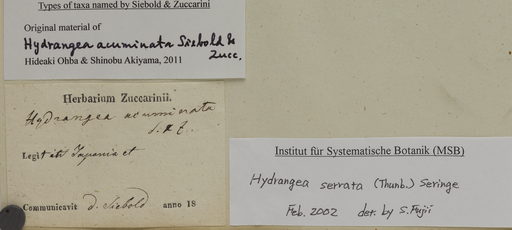 Types of taxa named by Siebold & Zuccarini
Original material of
Hydrangea acuminata Siebold & Zucc.
Hideaki Ohba & Shinobu Akiyama, 2011
Herbarium Zuccarinii.
Hydrangea acuminata
S. & Z.
Legit in Japonia et
Communicavit d. Siebold anno 18
Institut für Systematische Botanik (MSB)
Hydrangea serrata (Thunb.) Seringe
Feb. 2002 det. by S. Fujii